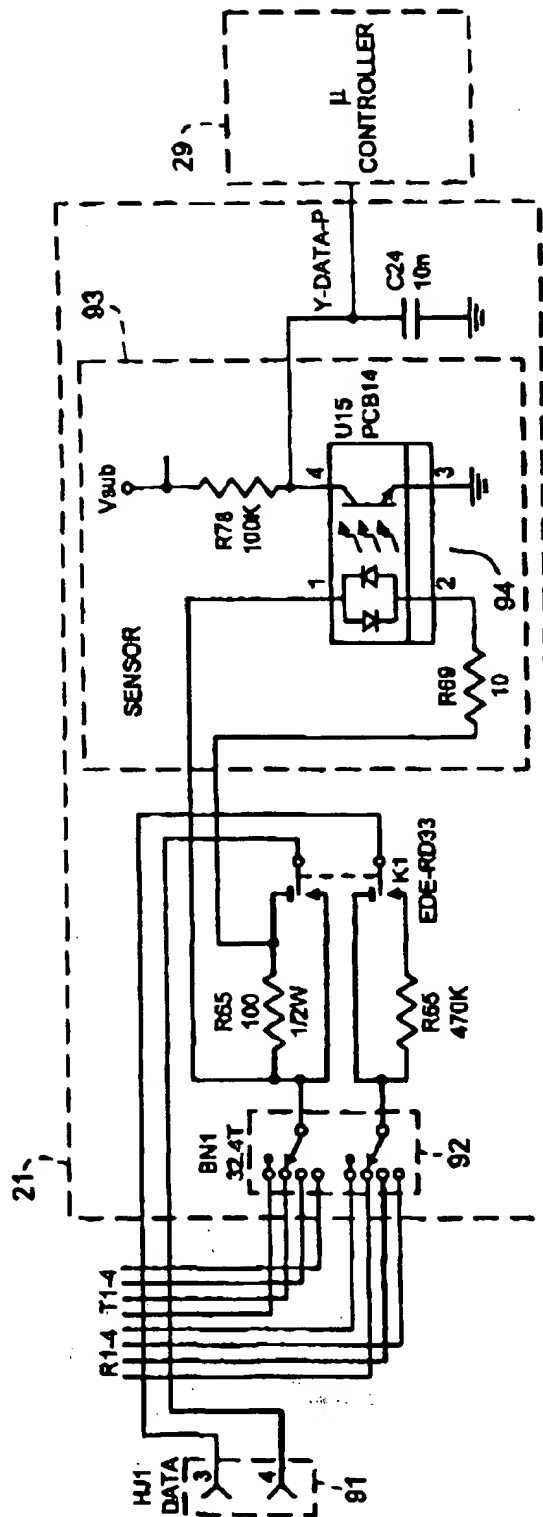 29
µ
CONTROLLER
93
Y-DATA-P
C24
10n
Vsub
R78
100K
U15
PCB14
4
3
1
2
94
SENSOR
R69
10
K1
EDE-RD33
R65
100
1/2W
R65
470K
21
BN1
32.4T
92
T1-4
R1-4
HJ1
DATA
3
4
91